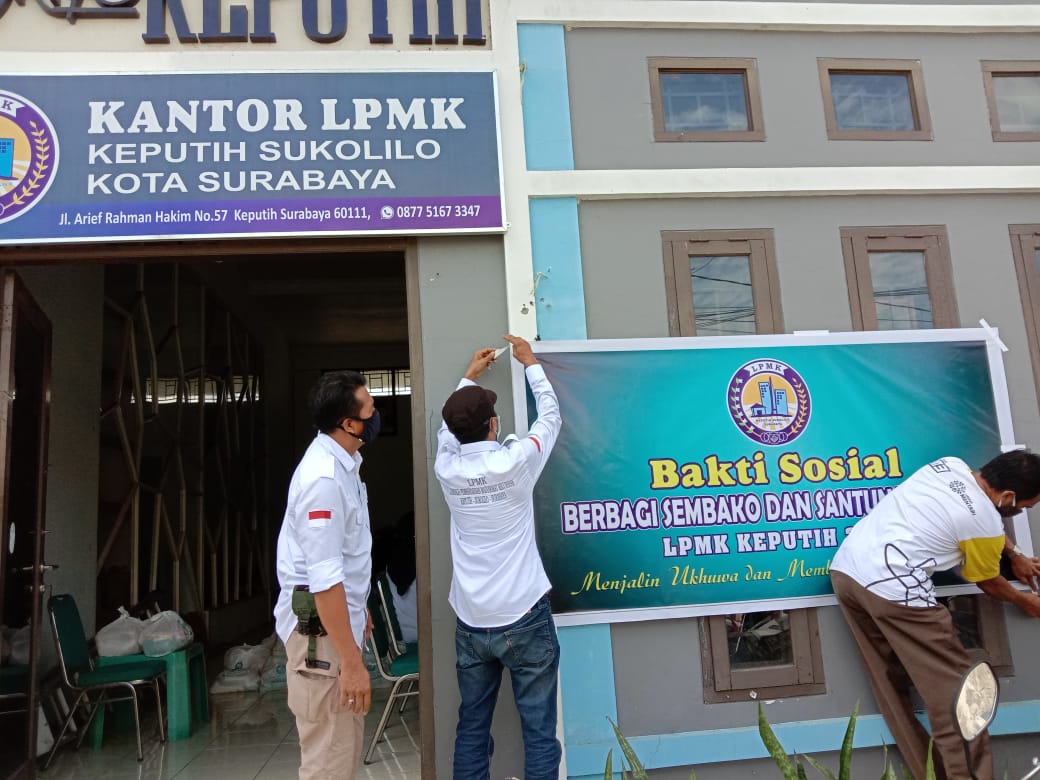 KEPUTIH
KANTOR LPMK
KEPUTIH SUKOLILO
KOTA SURABAYA
Jl. Arief Rahman Hakim No.57 Keputih Surabaya 60111, 0877 5167 3347
LPMK
Bakti Sosial
BERBAGI SEMBAKO DAN
LPMK KEPUTIH
Menjalin Ukhuwa dan
LPMK